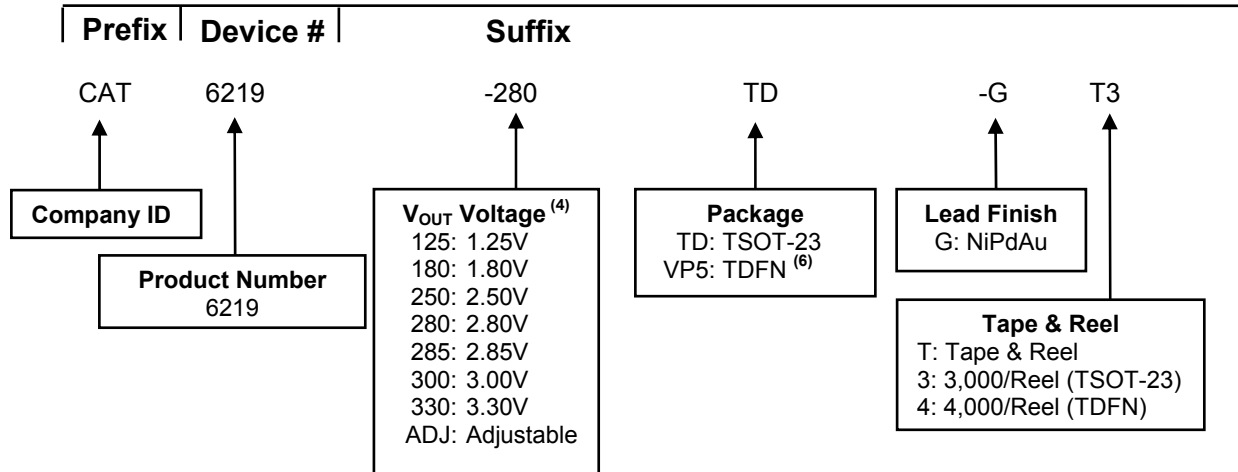 Prefix Device # Suffix
CAT 6219 -280 TD -G T3
Company ID
Product Number
6219
VOUT Voltage (4)
125: 1.25V
180: 1.80V
250: 2.50V
280: 2.80V
285: 2.85V
300: 3.00V
330: 3.30V
ADJ: Adjustable
Package
TD: TSOT-23
VP5: TDFN (6)
Lead Finish
G: NiPdAu
Tape & Reel
T: Tape & Reel
3: 3,000/Reel (TSOT-23)
4: 4,000/Reel (TDFN)